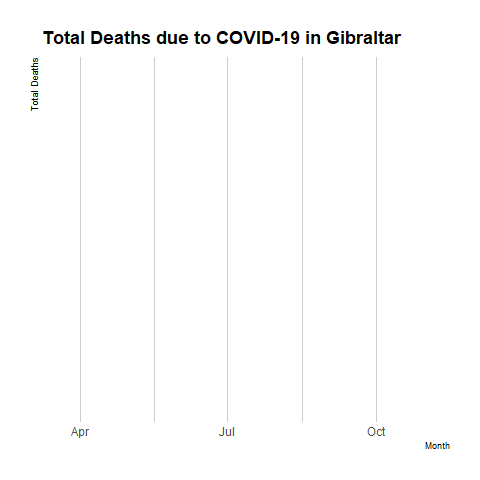 Total Deaths due to COVID-19 in Gibraltar
Total Deaths
Apr Jul Oct
Month